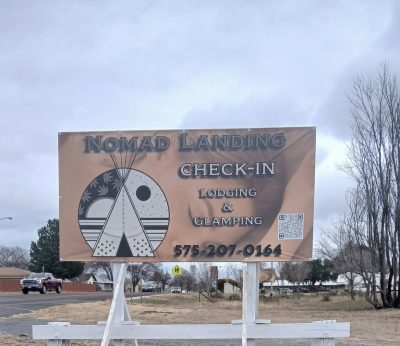 NOMAD LANDING
CHECK-IN
LODGING
&
GLAMPING
575-207-0164